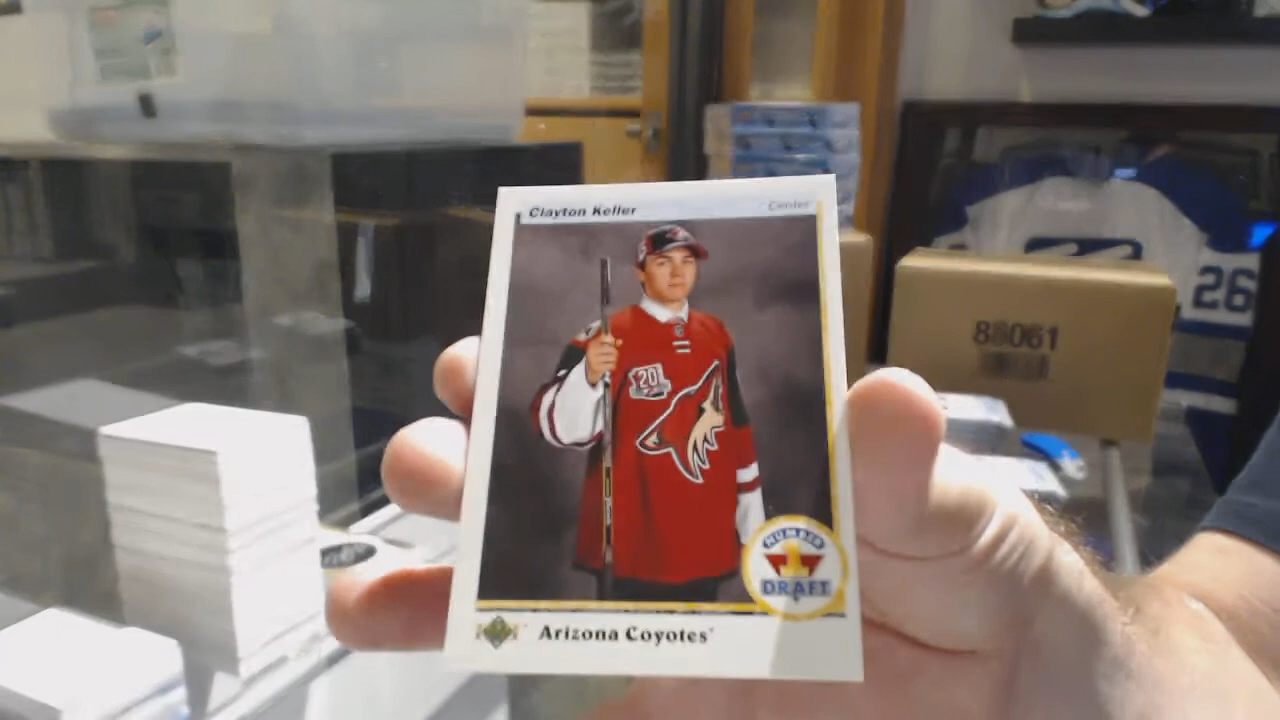 Clayton Keller
Center
20
NUMBER
1
DRAFT
Arizona Coyotes
88061
26